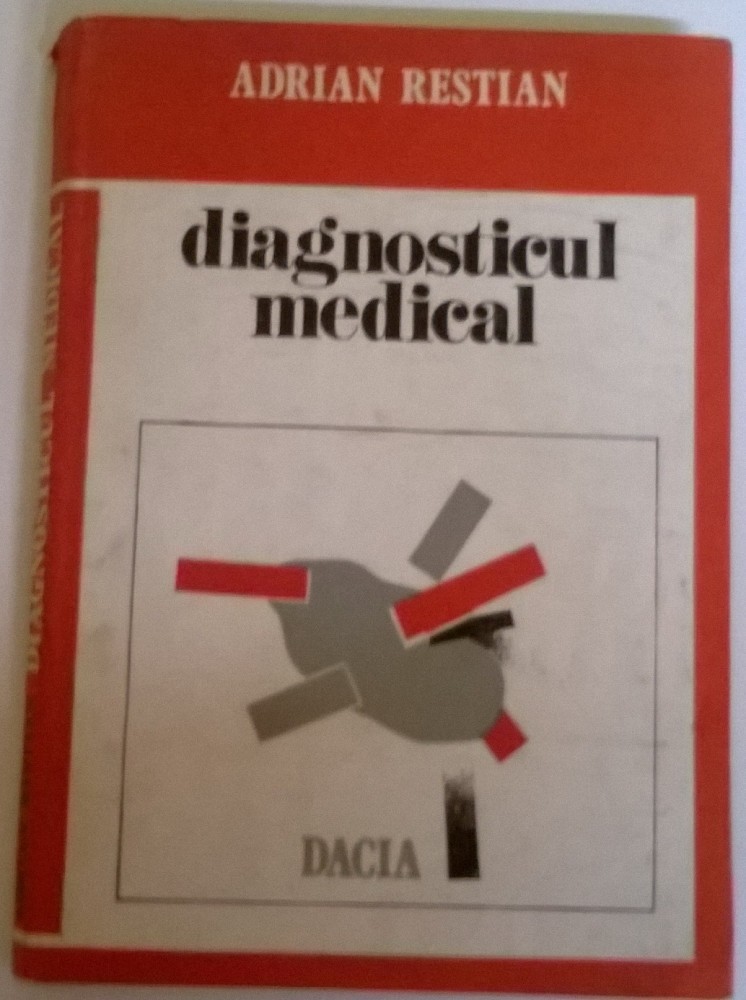 ADRIAN RESTIAN
diagnosticul
medical
DACIA
DIAGNOSTICUL MEDICAL